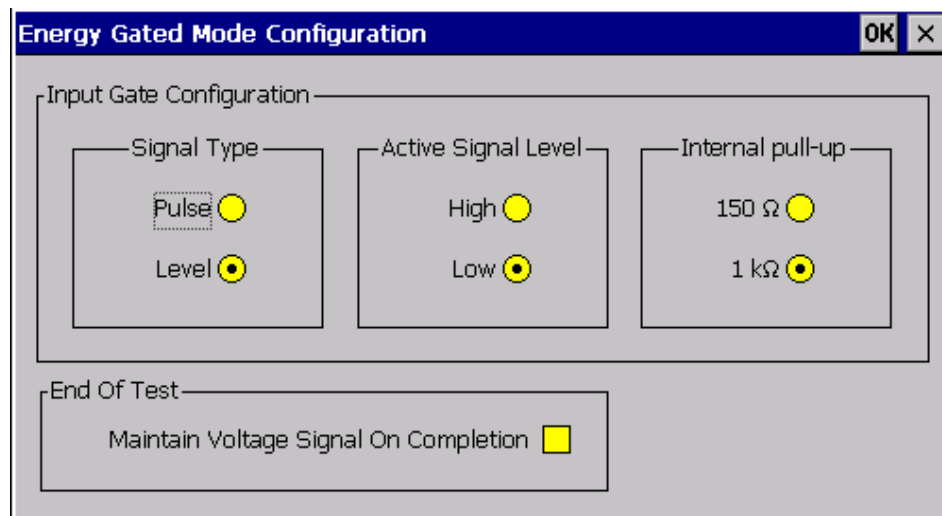 Energy Gated Mode Configuration OK
Input Gate Configuration
Signal Type Active Signal Level Internal pull-up
Pulse High 150 Ω
Level Low 1 kΩ
End Of Test
Maintain Voltage Signal On Completion